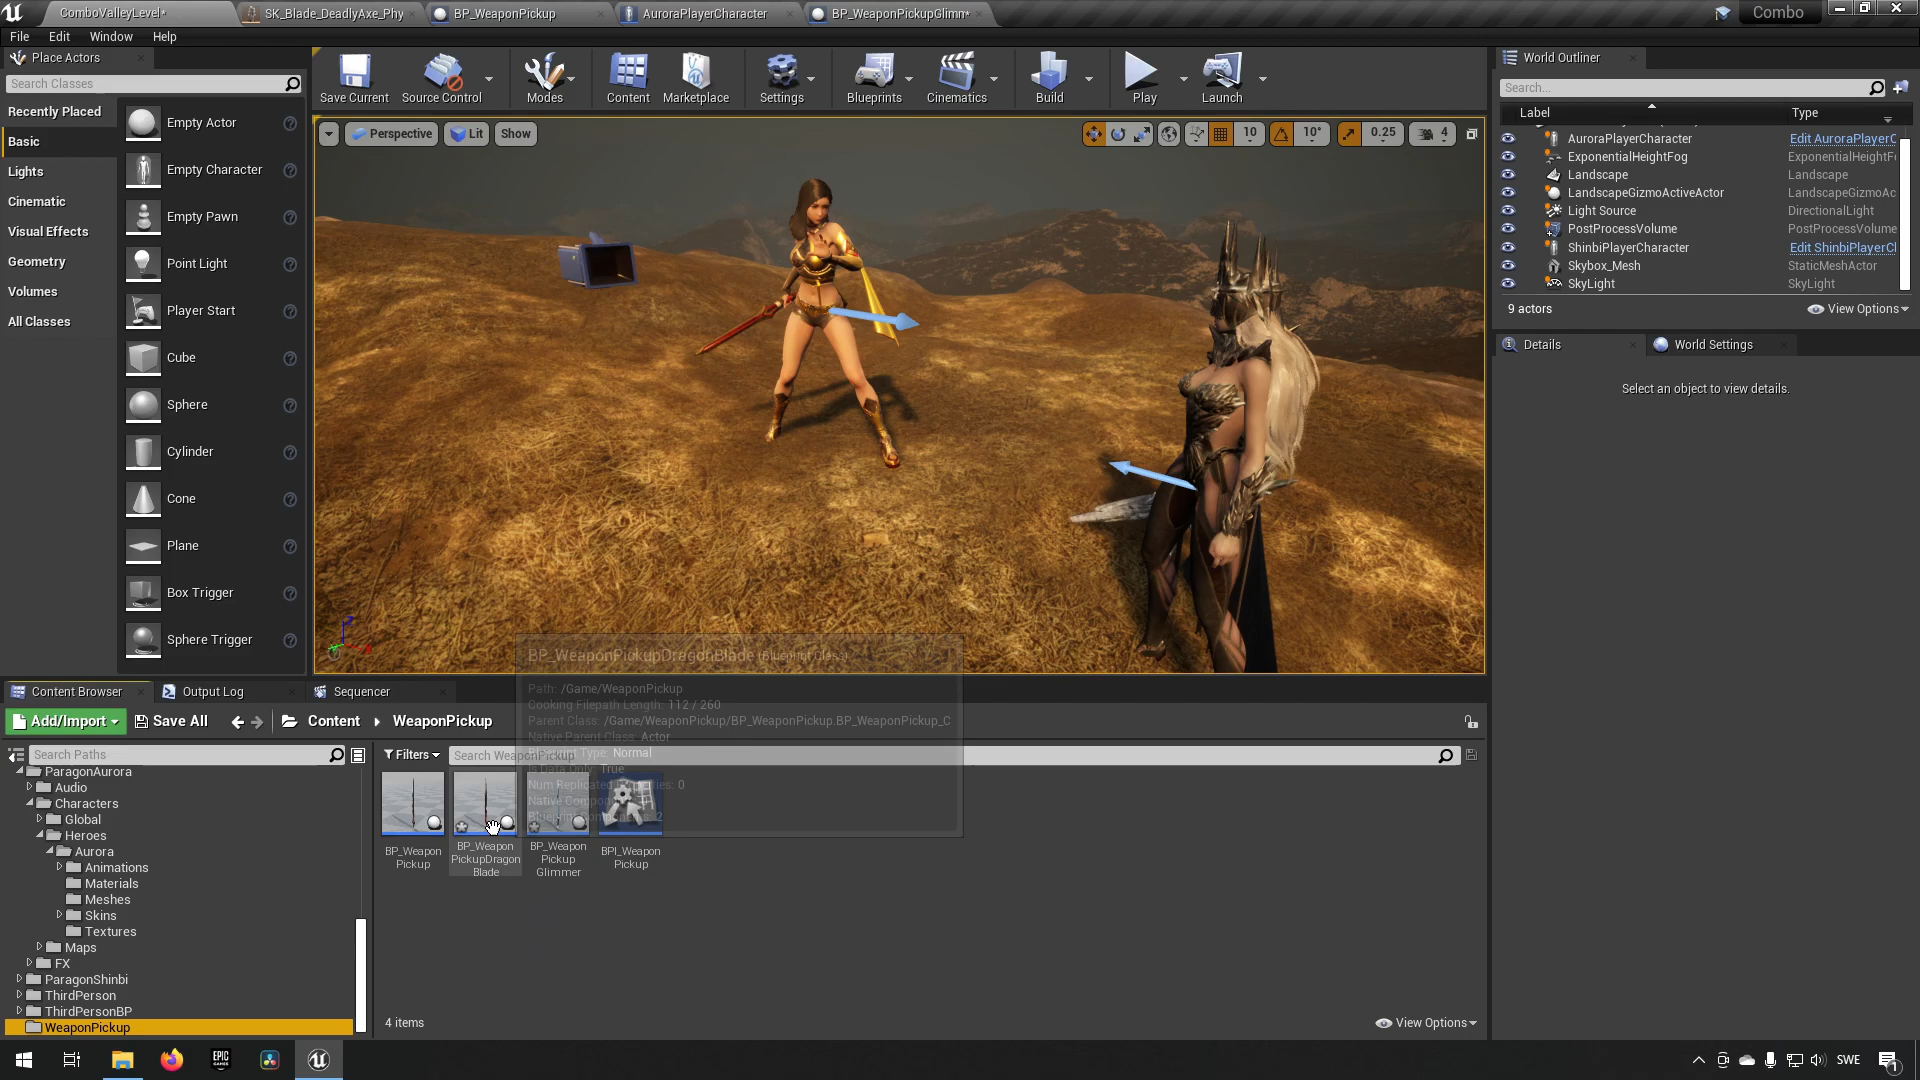 ComboValleyLevel*
SK_Blade_DeadlyAxe_Phy
BP_WeaponPickup
AuroraPlayerCharacter
BP_WeaponPickupGlimm*
Combo
File
Edit
Window
Help
Place Actors
Search Classes
Recently Placed
Basic
Lights
Cinematic
Visual Effects
Geometry
Volumes
All Classes
Empty Actor
Empty Character
Empty Pawn
Point Light
Player Start
Cube
Sphere
Cylinder
Cone
Plane
Box Trigger
Sphere Trigger
Save Current
Source Control
Modes
Content
Marketplace
Settings
Blueprints
Cinematics
Build
Play
Launch
Perspective
Lit
Show
10
10°
0.25
4
World Outliner
Search...
Label
Type
AuroraPlayerCharacter
Edit AuroraPlayerC
ExponentialHeightFog
ExponentialHeightFo
Landscape
Landscape
LandscapeGizmoActiveActor
LandscapeGizmoAc
Light Source
DirectionalLight
PostProcessVolume
PostProcessVolume
ShinbiPlayerCharacter
Edit ShinbiPlayerCl
Skybox_Mesh
StaticMeshActor
SkyLight
SkyLight
9 actors
View Options
Details
World Settings
Select an object to view details.
BP_WeaponPickupDragonBlade (Blueprint Class)
Path: /Game/WeaponPickup
Cooking Filepath Length: 112 / 260
Parent Class: /Game/WeaponPickup/BP_WeaponPickup.BP_WeaponPickup_C
Native Parent Class: Actor
Type: Normal
Is Data Only: True
Num Replicated 0
Native
2
Content Browser
Output Log
Sequencer
Add/Import
Save All
Content
WeaponPickup
Search Paths
Filters
Search WeaponPickup
ParagonAurora
Audio
Characters
Global
Heroes
Aurora
Animations
Materials
Meshes
Skins
Textures
Maps
FX
ParagonShinbi
ThirdPerson
ThirdPersonBP
WeaponPickup
BP_Weapon
Pickup
BP_Weapon
PickupDragon
Blade
BP_Weapon
Pickup
Glimmer
BPI_Weapon
Pickup
4 items
View Options
EPIC
GAMES
SWE
1